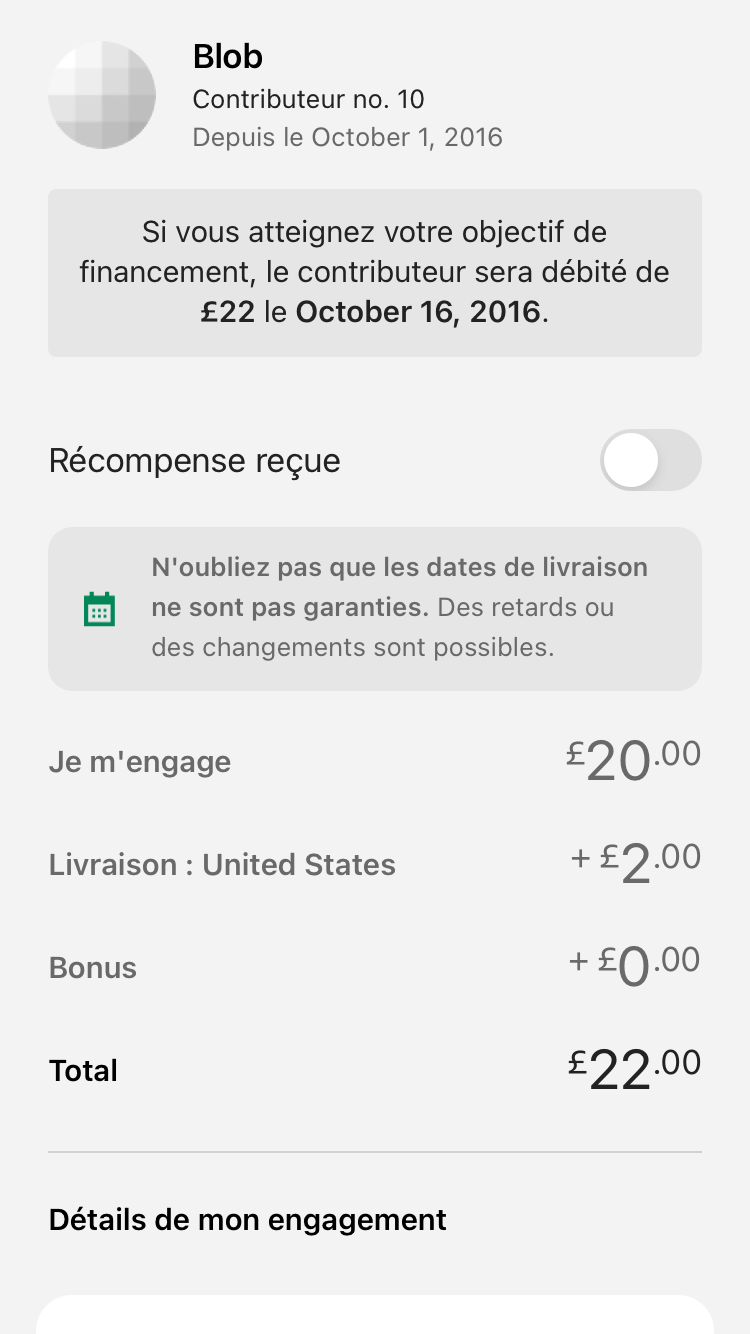 Blob
Contributeur no. 10
Depuis le October 1, 2016
Si vous atteignez votre objectif de
financement, le contributeur sera débité de
£22 le October 16, 2016.
Récompense reçue
N'oubliez pas que les dates de livraison
ne sont pas garanties. Des retards ou
des changements sont possibles.
Je m'engage £20.00
Livraison : United States + £2.00
Bonus + £0.00
Total £22.00
Détails de mon engagement